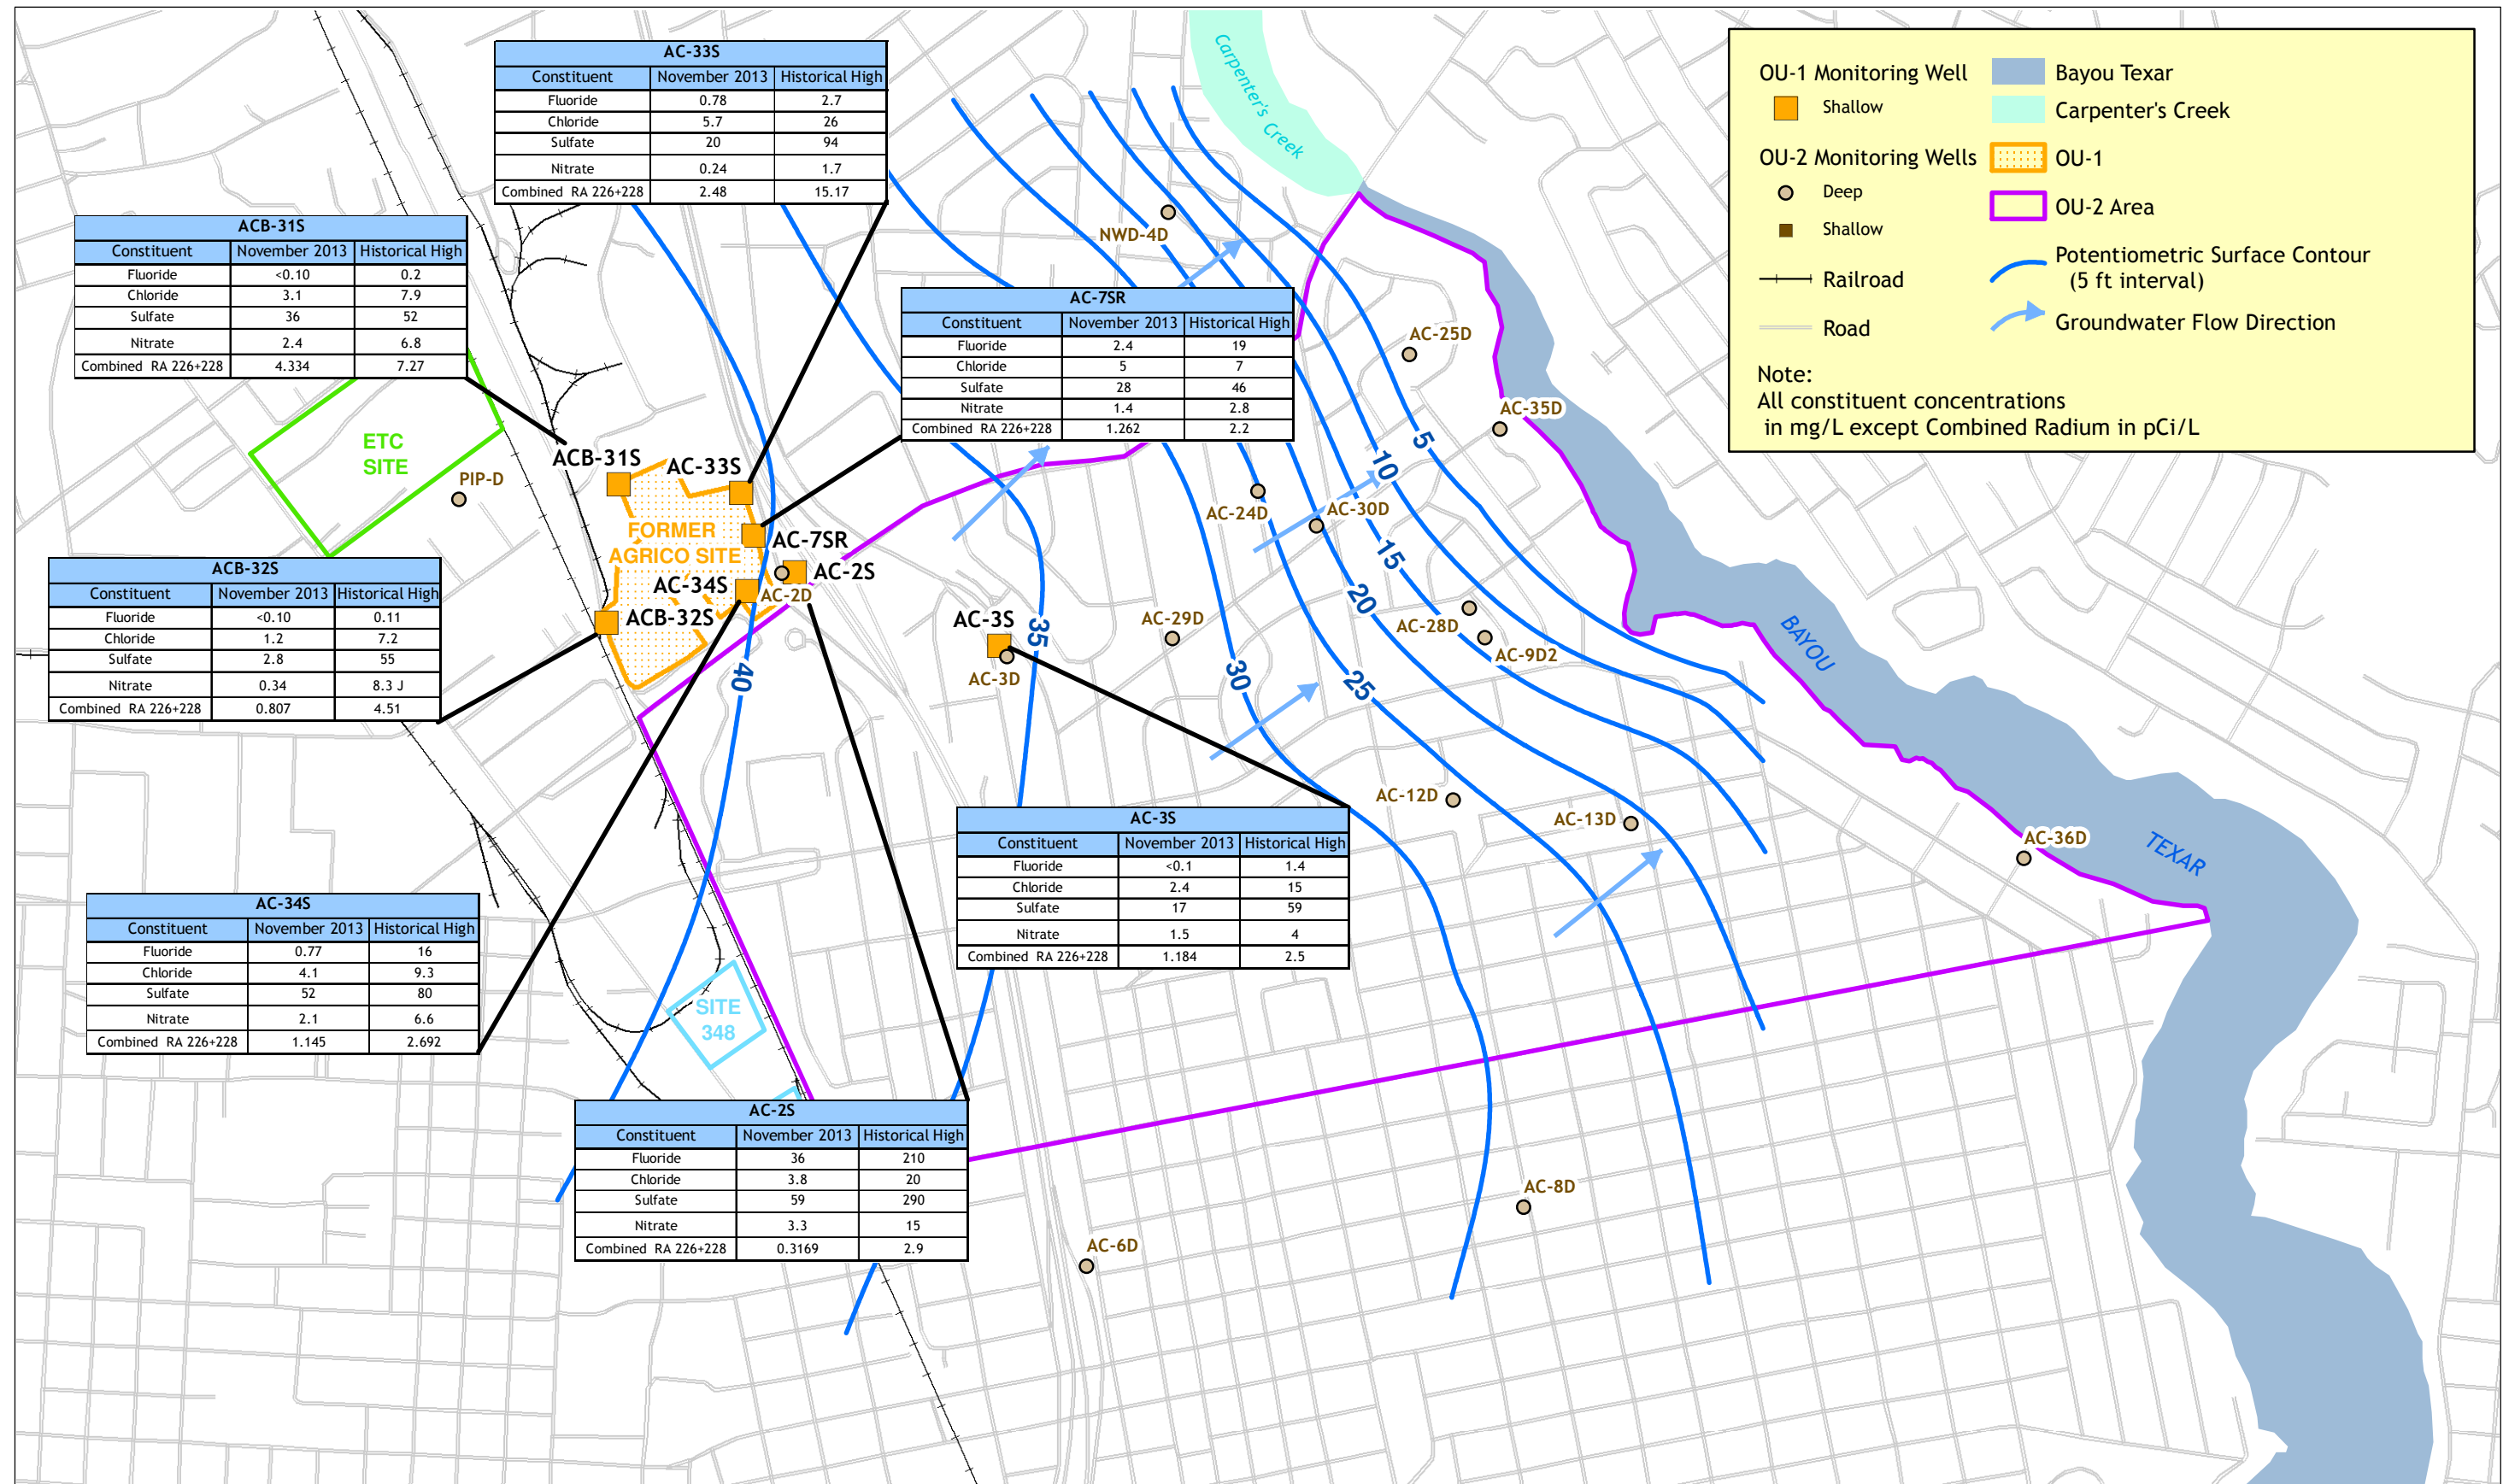 AC-33S
Constituent November 2013 Historical High
Fluoride 0.78 2.7
Chloride 5.7 26
Sulfate 20 94
Nitrate 0.24 1.7
Combined RA 226+228 2.48 15.17
Carpenter's Creek
OU-1 Monitoring Well
Shallow
OU-2 Monitoring Wells
Deep
Shallow
Railroad
Road
Bayou Texar
Carpenter's Creek
OU-1
OU-2 Area
Potentiometric Surface Contour
(5 ft interval)
Groundwater Flow Direction
Note:
All constituent concentrations
in mg/L except Combined Radium in pCi/L
ACB-31S
Constituent November 2013 Historical High
Fluoride <0.10 0.2
Chloride 3.1 7.9
Sulfate 36 52
Nitrate 2.4 6.8
Combined RA 226+228 4.334 7.27
NWD-4D
AC-7SR
Constituent November 2013 Historical High
Fluoride 2.4 19
Chloride 5 7
Sulfate 28 46
Nitrate 1.4 2.8
Combined RA 226+228 1.262 2.2
AC-25D
AC-35D
5
10
15
20
25
30
35
40
ETC
SITE
PIP-D
ACB-31S
AC-33S
FORMER
AGRICO SITE
AC-7SR
AC-2S
AC-34S
AC-2D
ACB-32S
AC-24D
AC-30D
AC-3S
AC-3D
AC-29D
AC-28D
AC-9D2
BAYOU
TEXAR
ACB-32S
Constituent November 2013 Historical High
Fluoride <0.10 0.11
Chloride 1.2 7.2
Sulfate 2.8 55
Nitrate 0.34 8.3 J
Combined RA 226+228 0.807 4.51
AC-12D
AC-13D
AC-36D
AC-3S
Constituent November 2013 Historical High
Fluoride <0.1 1.4
Chloride 2.4 15
Sulfate 17 59
Nitrate 1.5 4
Combined RA 226+228 1.184 2.5
AC-34S
Constituent November 2013 Historical High
Fluoride 0.77 16
Chloride 4.1 9.3
Sulfate 52 80
Nitrate 2.1 6.6
Combined RA 226+228 1.145 2.692
SITE
348
AC-2S
Constituent November 2013 Historical High
Fluoride 36 210
Chloride 3.8 20
Sulfate 59 290
Nitrate 3.3 15
Combined RA 226+228 0.3169 2.9
AC-8D
AC-6D